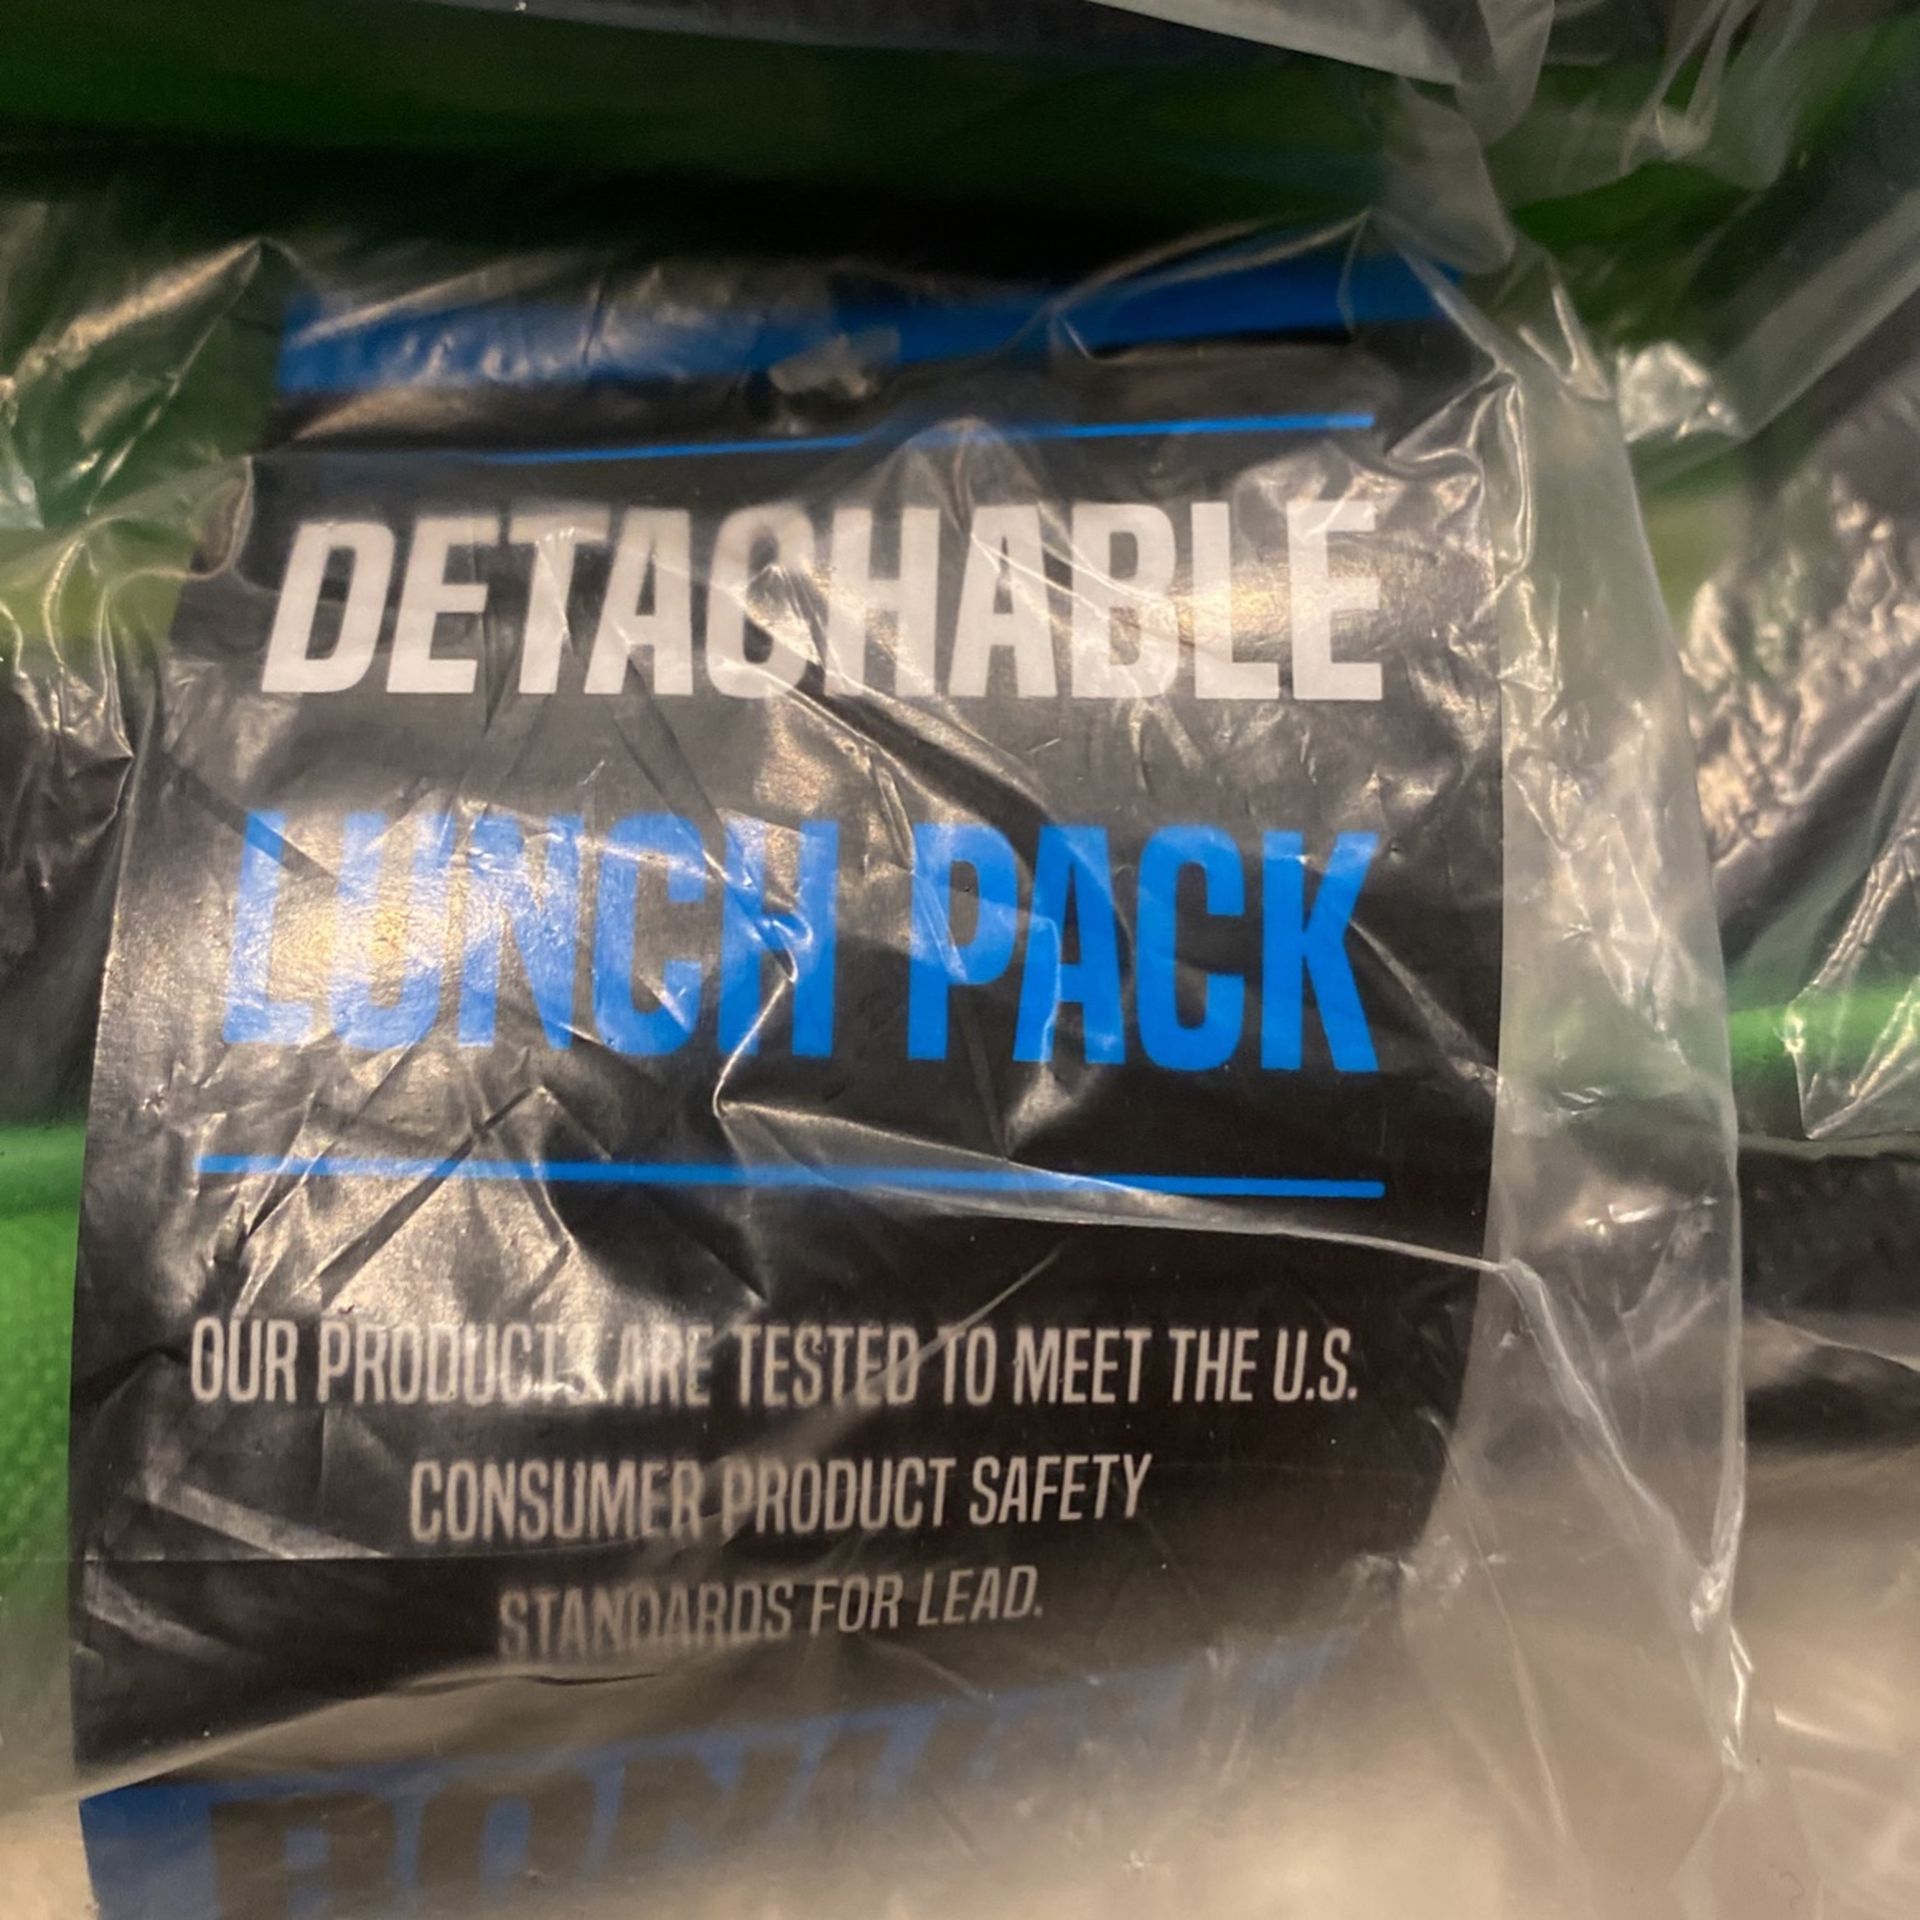 DETACHABLE
LUNCH PACK
OUR PRODUCTS ARE TESTED TO MEET THE U.S.
CONSUMER PRODUCT SAFETY
STANDARDS FOR LEAD.